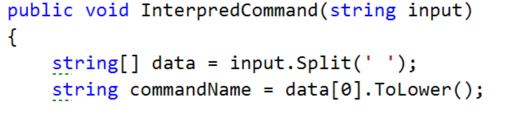 public void InterpredCommand(string input)
{
    string[] data = input.Split(' ');
    string commandName = data[0].ToLower();